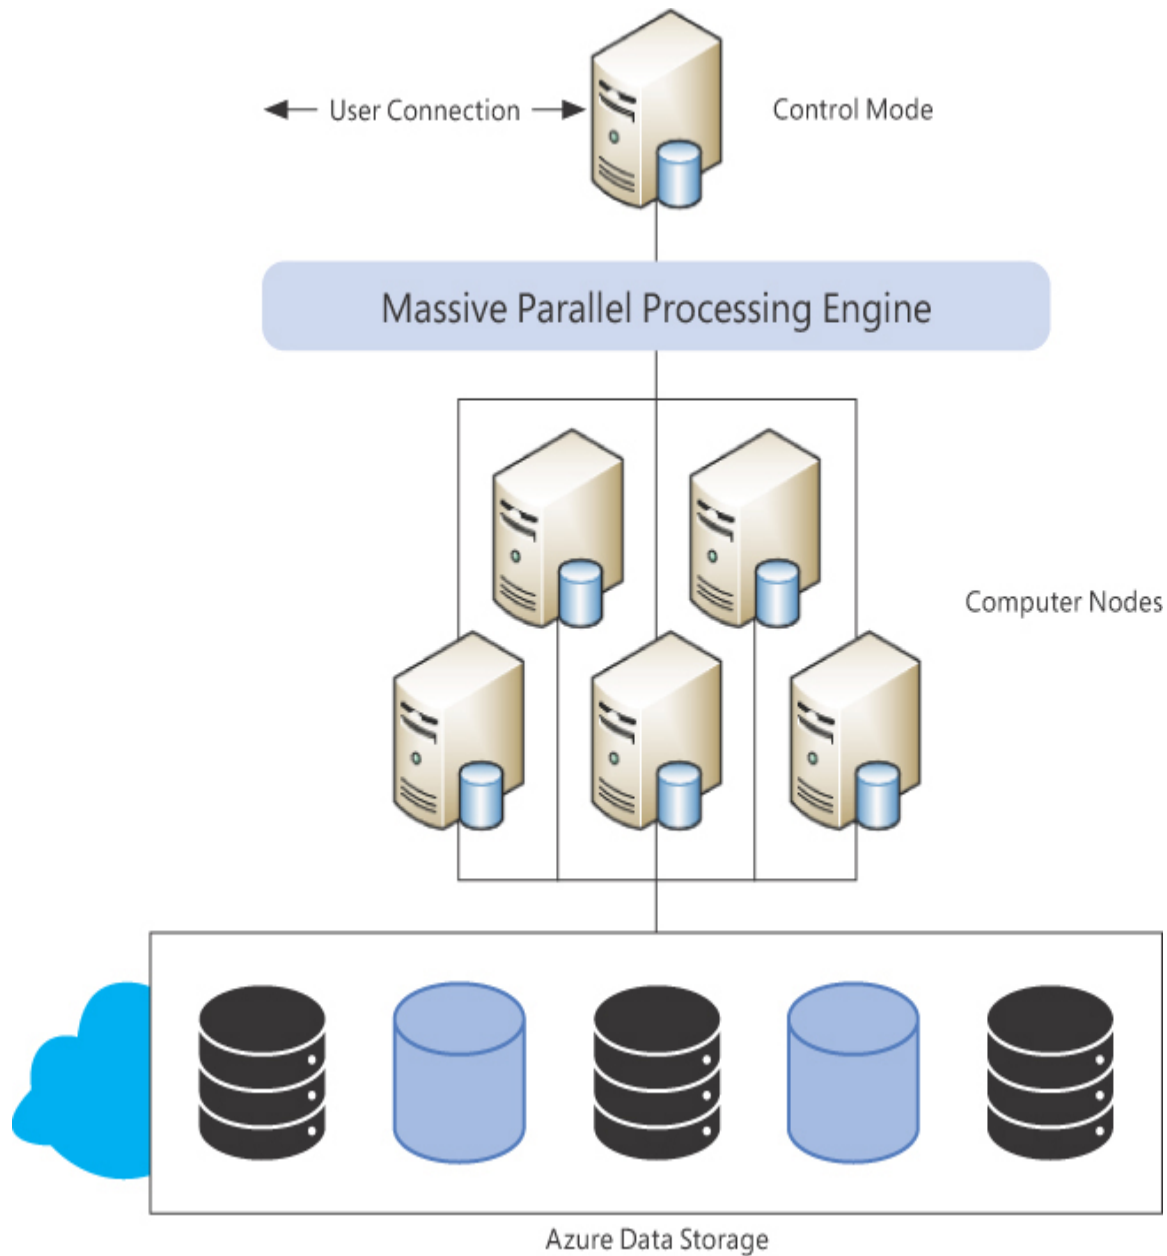 User Connection
Control Mode
Massive Parallel Processing Engine
Computer Nodes
Azure Data Storage